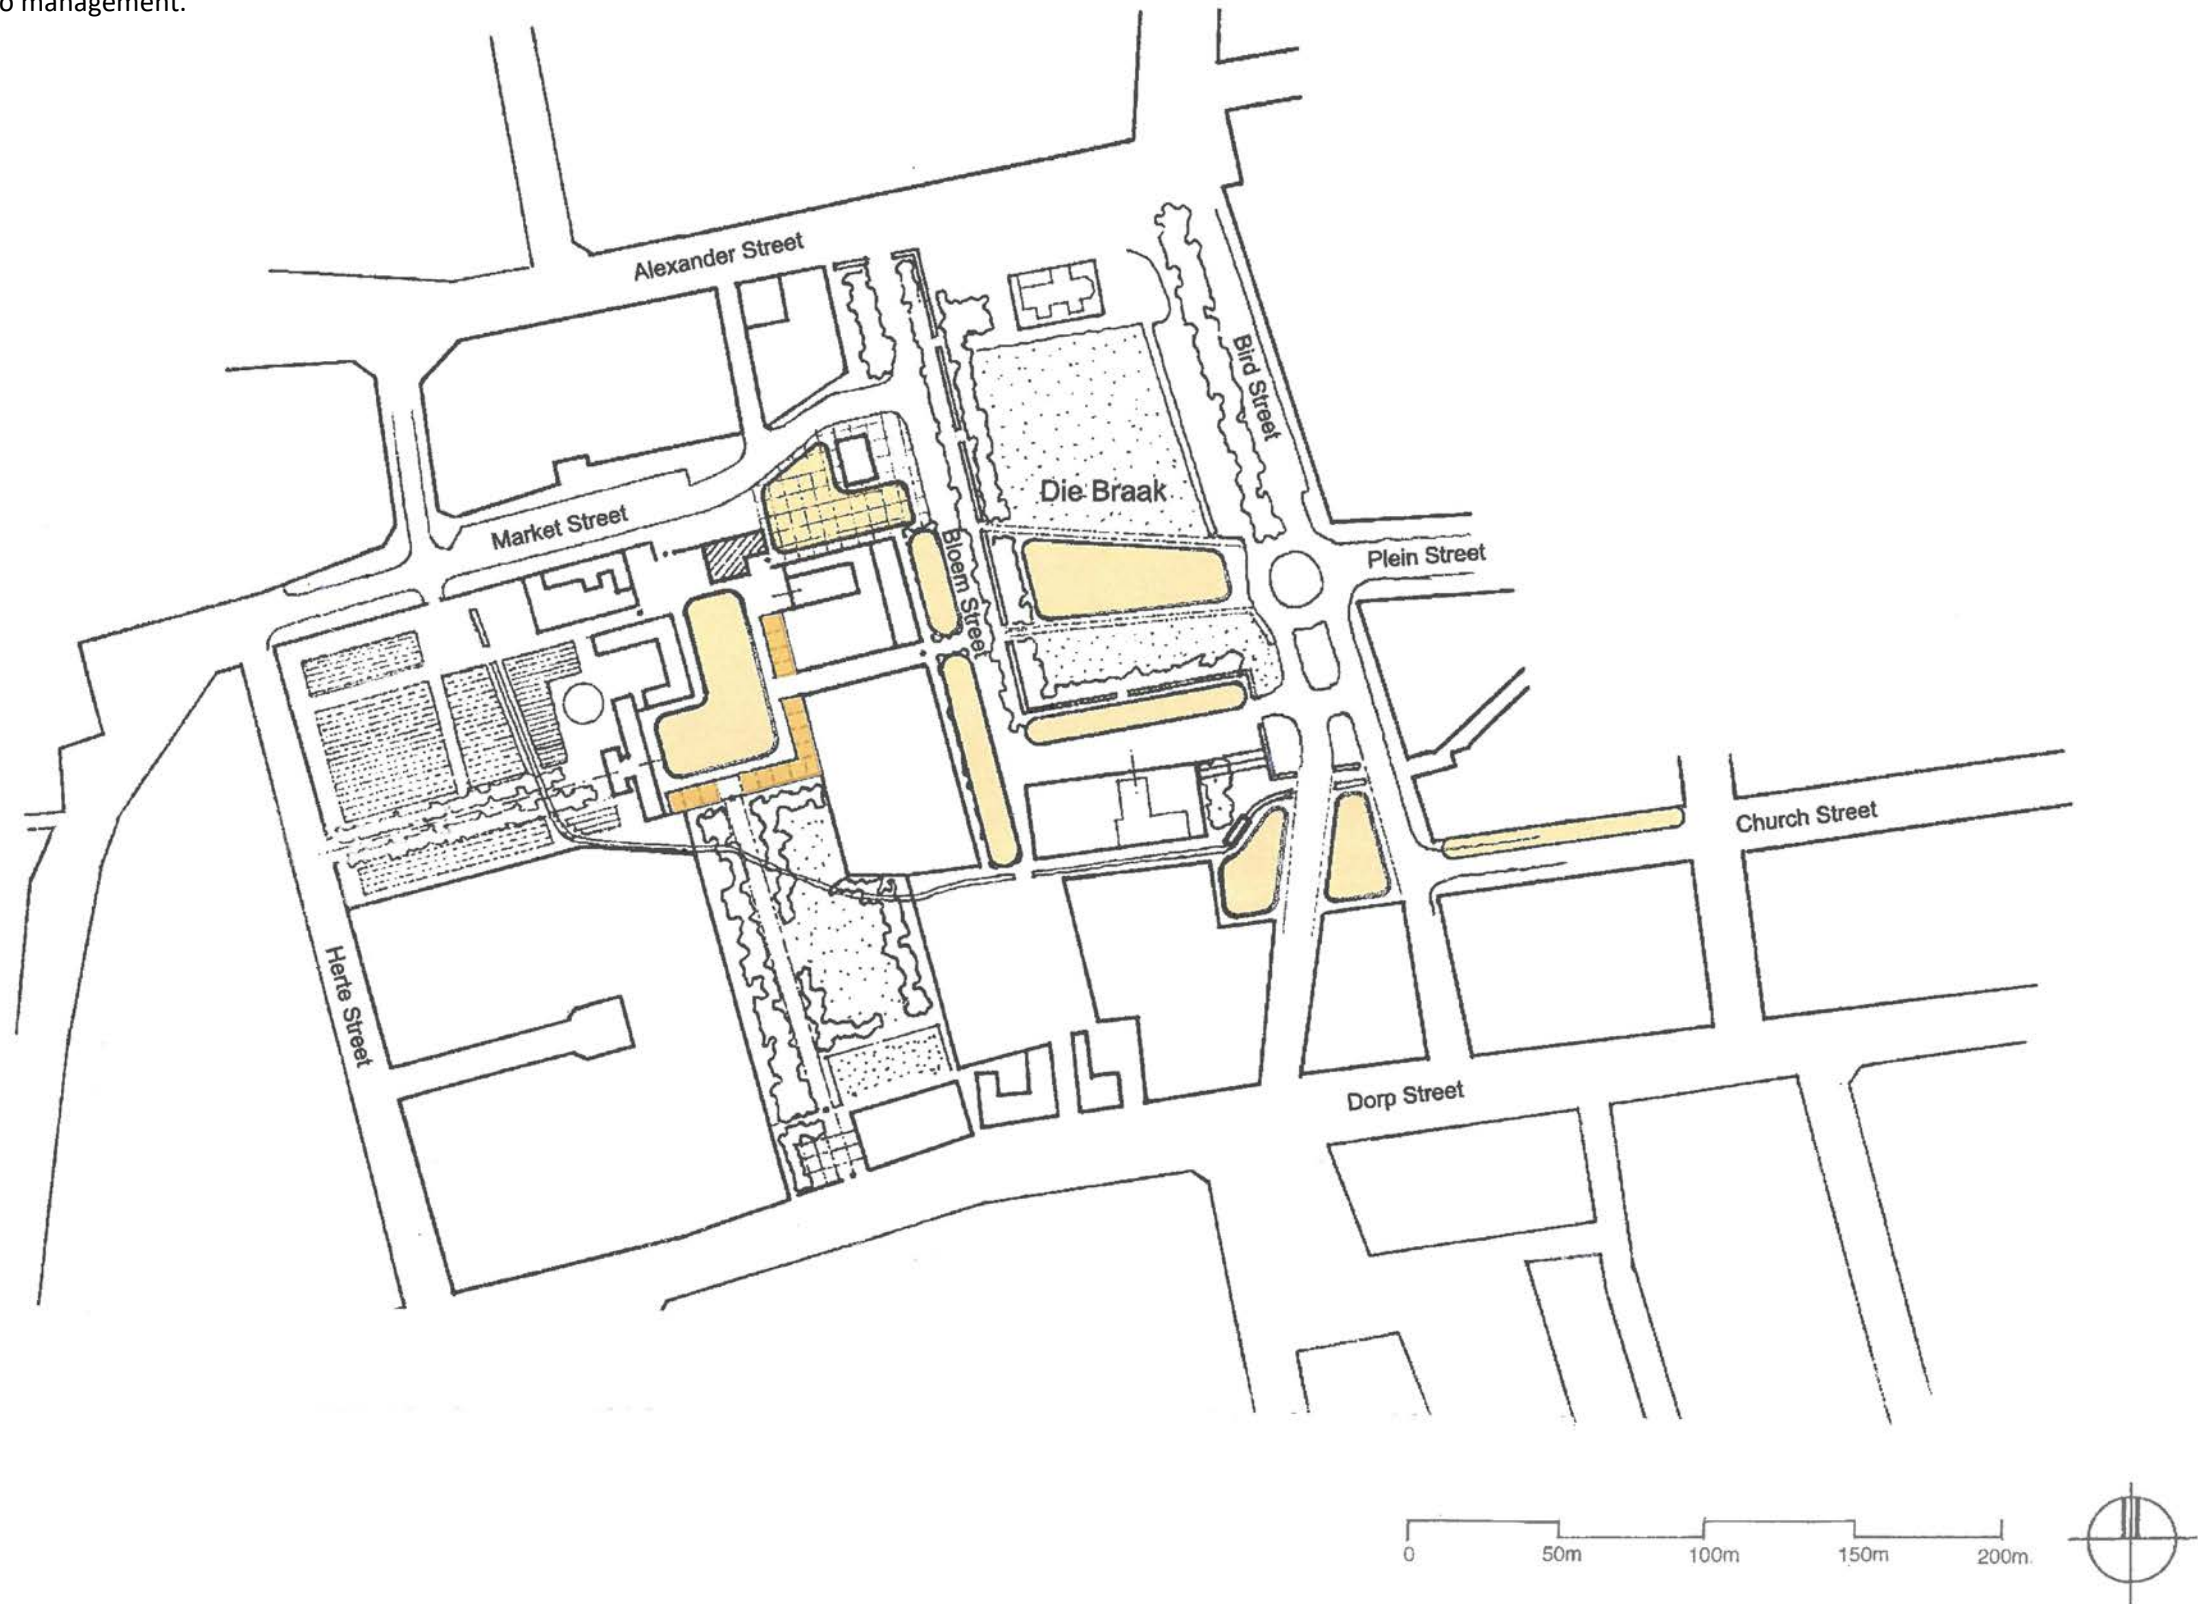 o management.
Alexander Street
Bird Street
Die Braak
Market Street
Bloem Street
Plein Street
Church Street
Herte Street
Dorp Street
0 50m 100m 150m 200m.